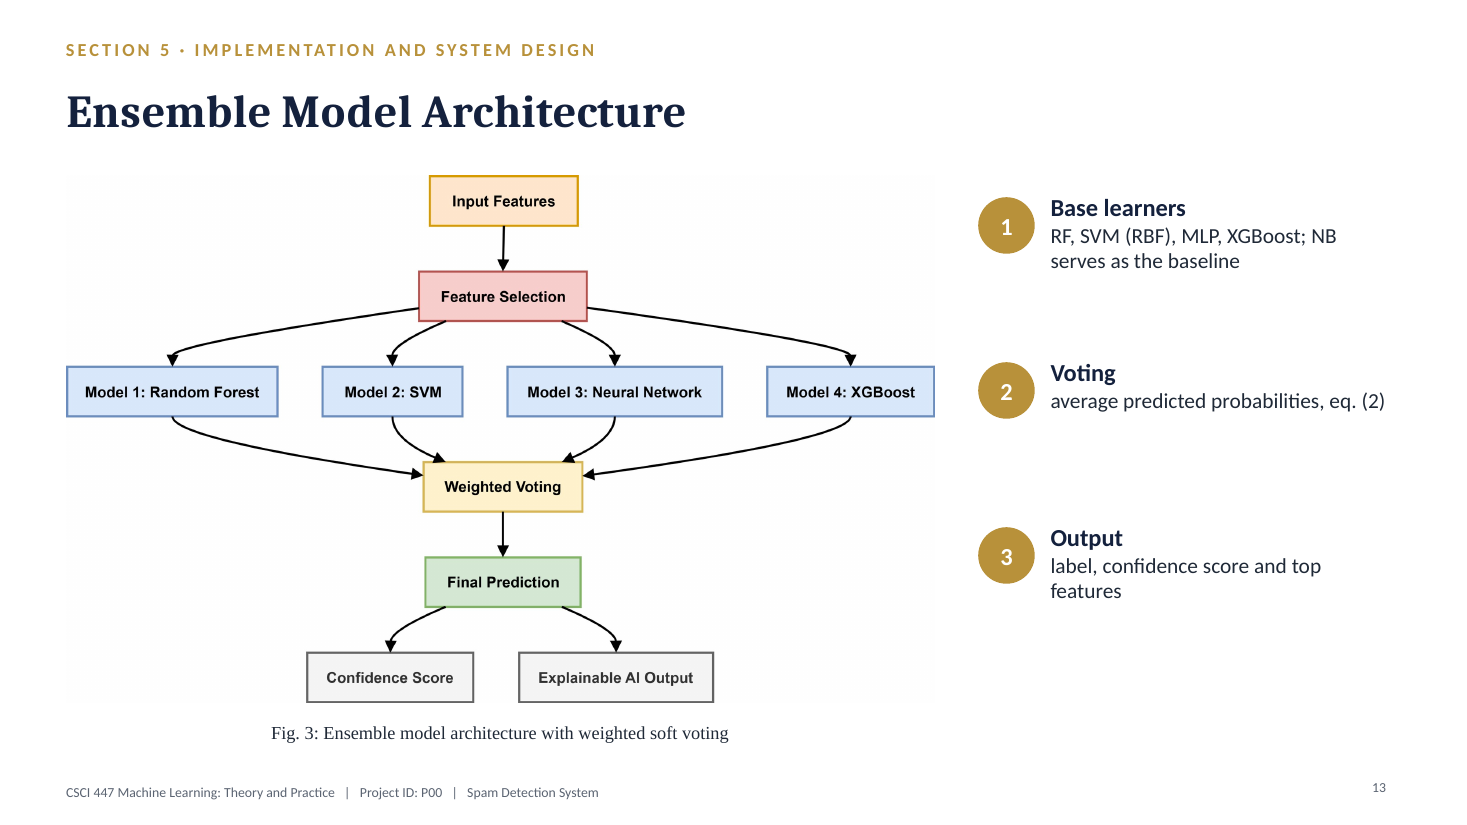 SECTION 5 · IMPLEMENTATION AND SYSTEM DESIGN
Ensemble Model Architecture
Input Features
Feature Selection
Model 1: Random Forest
Model 2: SVM
Model 3: Neural Network
Model 4: XGBoost
Weighted Voting
Final Prediction
Confidence Score
Explainable AI Output
Fig. 3: Ensemble model architecture with weighted soft voting
1
Base learners
RF, SVM (RBF), MLP, XGBoost; NB
serves as the baseline
2
Voting
average predicted probabilities, eq. (2)
3
Output
label, confidence score and top
features
CSCI 447 Machine Learning: Theory and Practice | Project ID: P00 | Spam Detection System
13